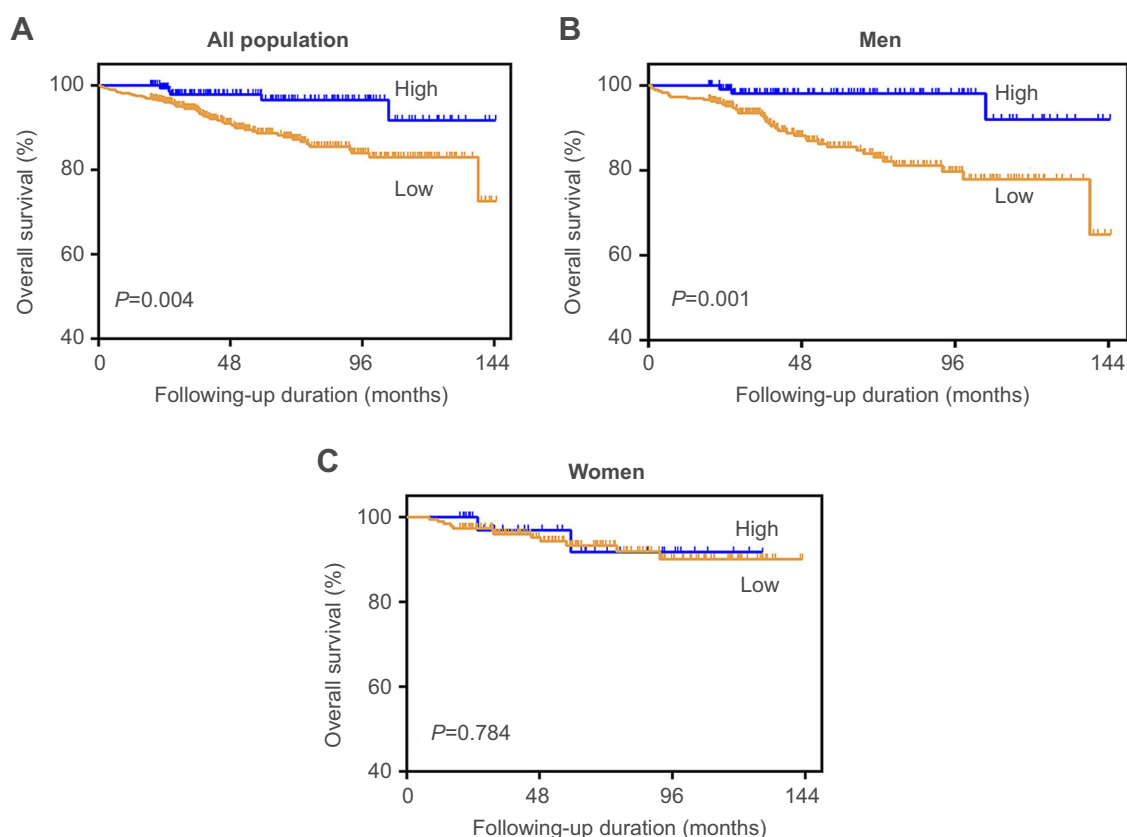 A
All population
Overall survival (%)
100
80
60
40
High
Low
P=0.004
0
48
96
144
Following-up duration (months)
B
Men
Overall survival (%)
100
80
60
40
High
Low
P=0.001
0
48
96
144
Following-up duration (months)
C
Women
Overall survival (%)
100
80
60
40
High
Low
P=0.784
0
48
96
144
Following-up duration (months)